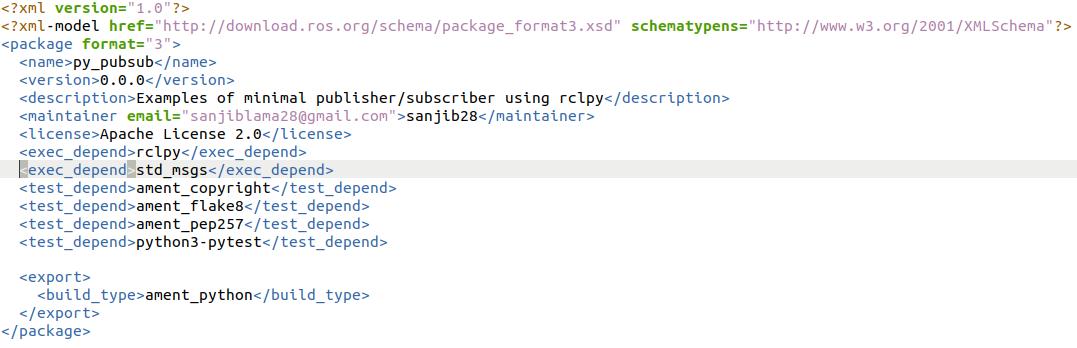 <?xml version="1.0"?>
<?xml-model href="http://download.ros.org/schema/package_format3.xsd" schematypens="http://www.w3.org/2001/XMLSchema"?>
<package format="3">
  <name>py_pubsub</name>
  <version>0.0.0</version>
  <description>Examples of minimal publisher/subscriber using rclpy</description>
  <maintainer email="sanjiblama28@gmail.com">sanjib28</maintainer>
  <license>Apache License 2.0</license>
  <exec_depend>rclpy</exec_depend>
  <exec_depend>std_msgs</exec_depend>
  <test_depend>ament_copyright</test_depend>
  <test_depend>ament_flake8</test_depend>
  <test_depend>ament_pep257</test_depend>
  <test_depend>python3-pytest</test_depend>

  <export>
    <build_type>ament_python</build_type>
  </export>
</package>